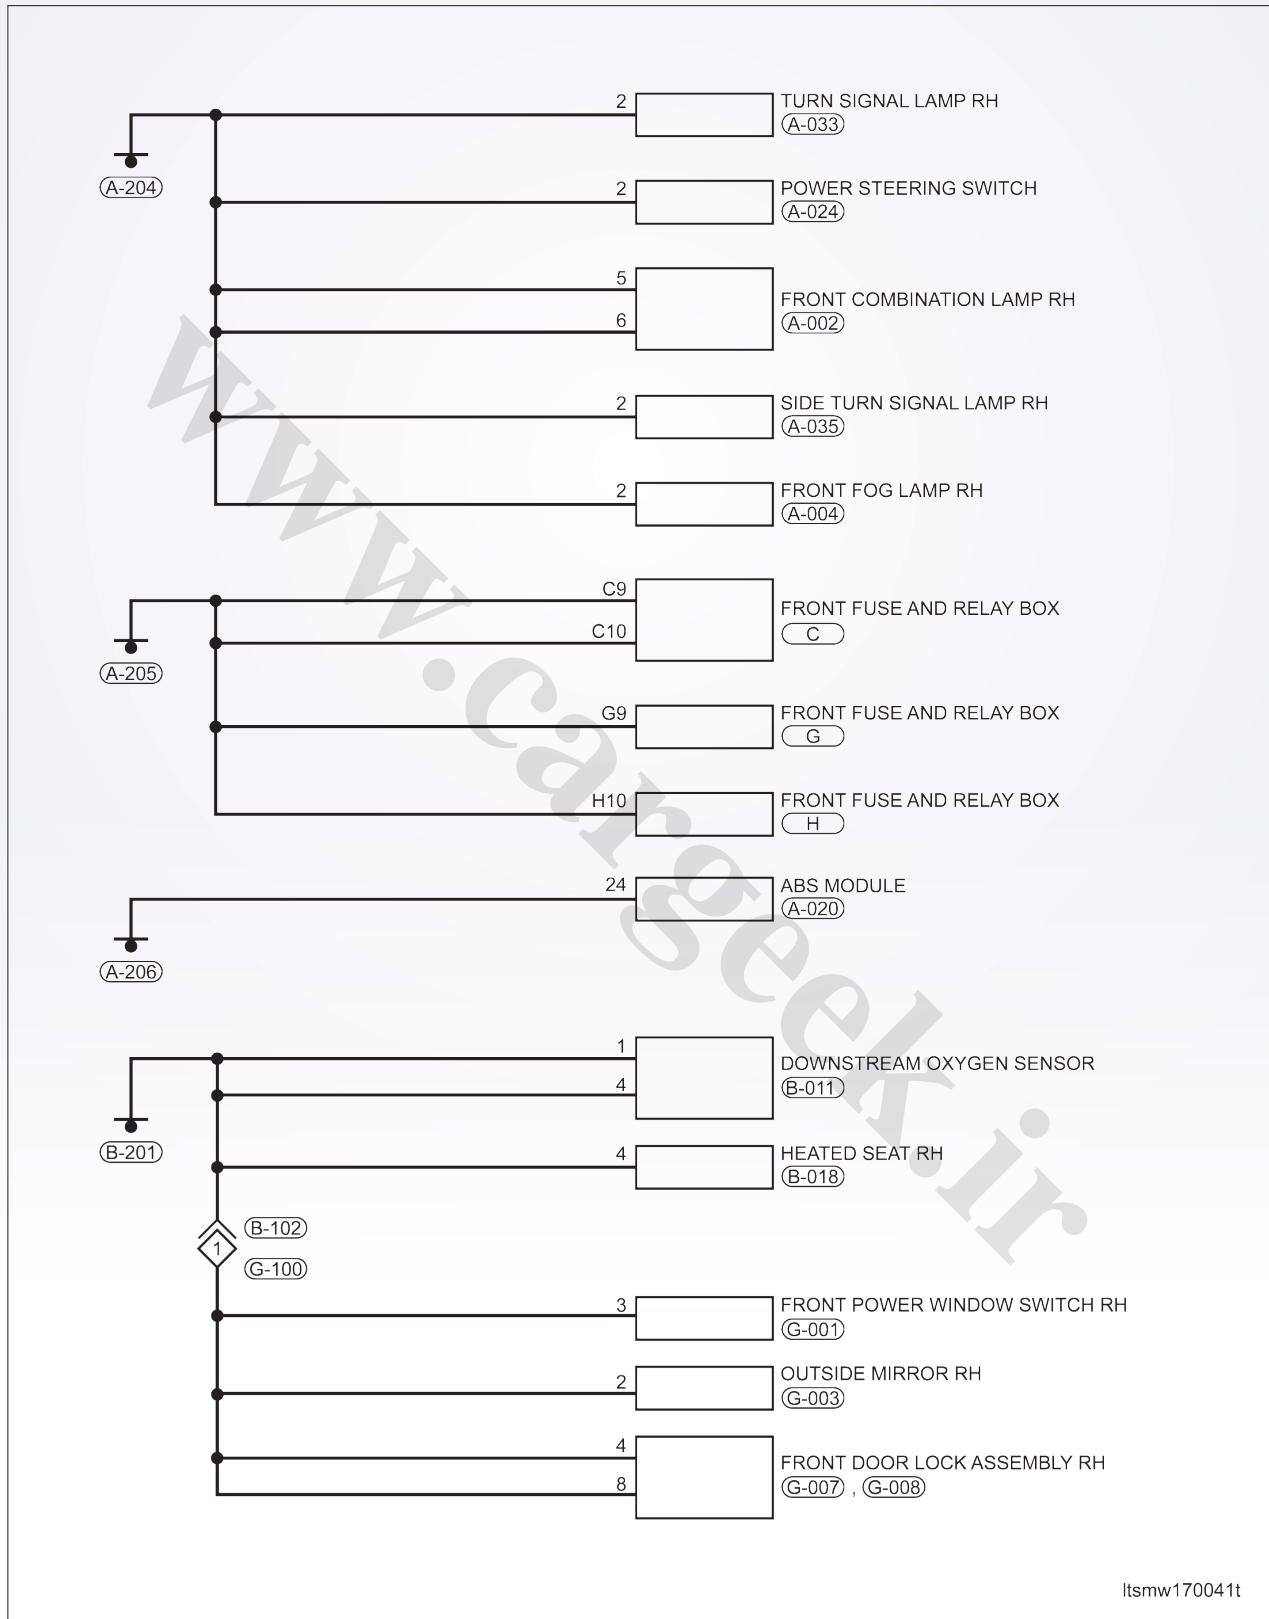 2 TURN SIGNAL LAMP RH
A-033
A-204
2 POWER STEERING SWITCH
A-024
5
FRONT COMBINATION LAMP RH
6
A-002
2 SIDE TURN SIGNAL LAMP RH
A-035
2 FRONT FOG LAMP RH
A-004
C9
FRONT FUSE AND RELAY BOX
C10
C
A-205
G9 FRONT FUSE AND RELAY BOX
G
H10 FRONT FUSE AND RELAY BOX
H
24 ABS MODULE
A-020
A-206
1
DOWNSTREAM OXYGEN SENSOR
4
B-011
B-201
4 HEATED SEAT RH
B-018
B-102
1
G-100
3 FRONT POWER WINDOW SWITCH RH
G-001
2 OUTSIDE MIRROR RH
G-003
4
FRONT DOOR LOCK ASSEMBLY RH
8
G-007 , G-008
www.cargeek.ir
ltsmw170041t